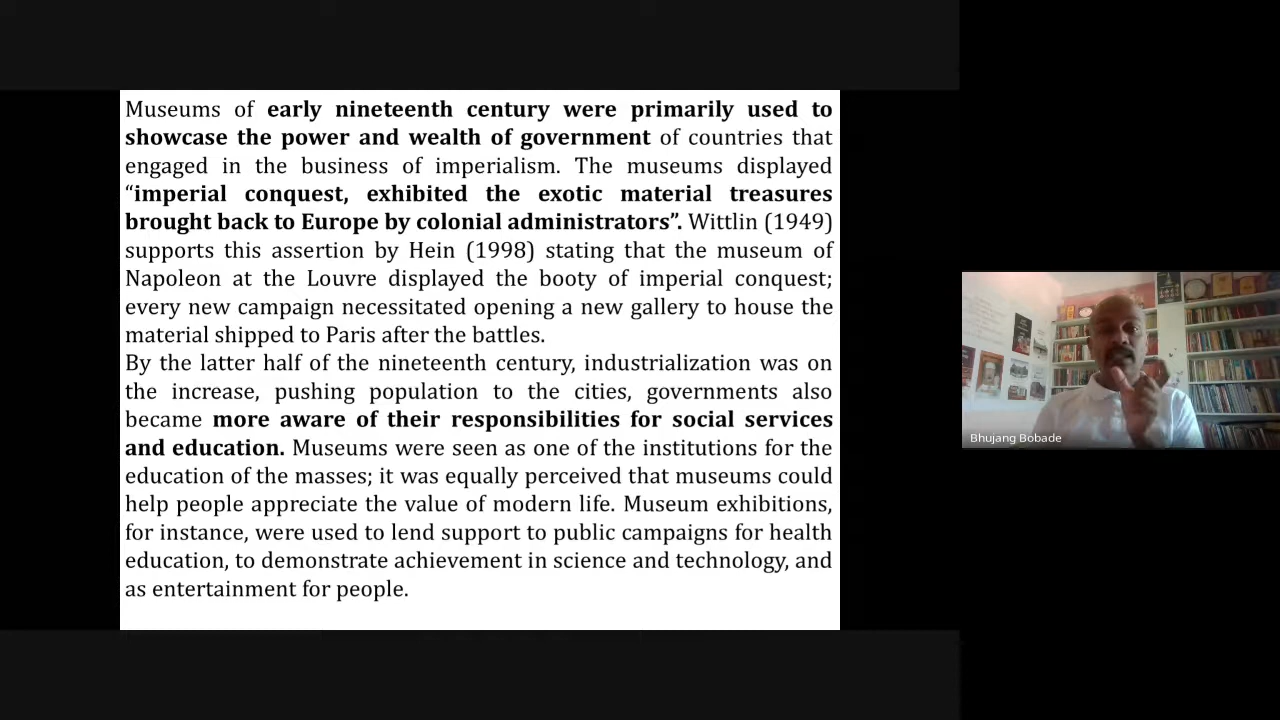 Museums of early nineteenth century were primarily used to
showcase the power and wealth of government of countries that
engaged in the business of imperialism. The museums displayed
“imperial conquest, exhibited the exotic material treasures
brought back to Europe by colonial administrators”. Wittlin (1949)
supports this assertion by Hein (1998) stating that the museum of
Napoleon at the Louvre displayed the booty of imperial conquest;
every new campaign necessitated opening a new gallery to house the
material shipped to Paris after the battles.
By the latter half of the nineteenth century, industrialization was on
the increase, pushing population to the cities, governments also
became more aware of their responsibilities for social services
and education. Museums were seen as one of the institutions for the
education of the masses; it was equally perceived that museums could
help people appreciate the value of modern life. Museum exhibitions,
for instance, were used to lend support to public campaigns for health
education, to demonstrate achievement in science and technology, and
as entertainment for people.
Bhujang Bobade